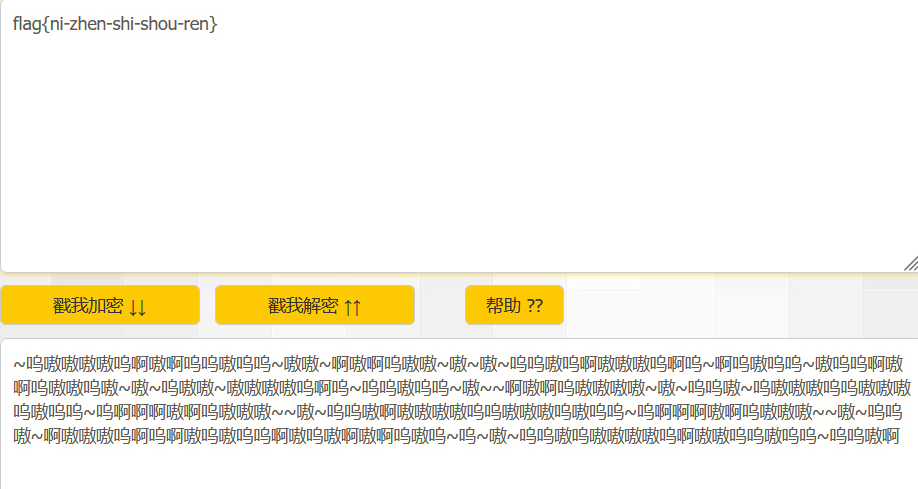 flag{ni-zhen-shi-shou-ren}
戳我加密 ↓↓ 戳我解密 ↑↑ 帮助 ??
~呜嗷嗷嗷嗷呜啊嗷啊呜呜嗷呜呜~嗷嗷~啊嗷啊呜嗷嗷~嗷~嗷~呜呜嗷呜啊嗷嗷嗷呜啊呜~啊呜嗷呜呜~嗷呜呜啊嗷
啊呜嗷嗷呜嗷~嗷~呜嗷嗷~嗷嗷嗷嗷呜啊呜~呜呜嗷呜呜~嗷~~啊嗷啊呜嗷嗷嗷嗷~嗷~呜呜嗷~呜嗷嗷嗷呜呜嗷嗷嗷
呜嗷呜呜~呜啊啊啊嗷啊呜嗷嗷嗷~~嗷~呜呜嗷啊嗷嗷嗷嗷呜呜嗷嗷嗷呜嗷呜呜~呜啊啊啊嗷啊呜嗷嗷嗷~~嗷~呜呜
嗷~啊嗷嗷嗷呜啊呜啊嗷呜嗷呜呜啊嗷呜嗷啊嗷啊呜嗷呜~呜~嗷~呜呜嗷呜嗷嗷嗷嗷呜啊嗷嗷呜呜嗷呜呜~呜呜嗷啊